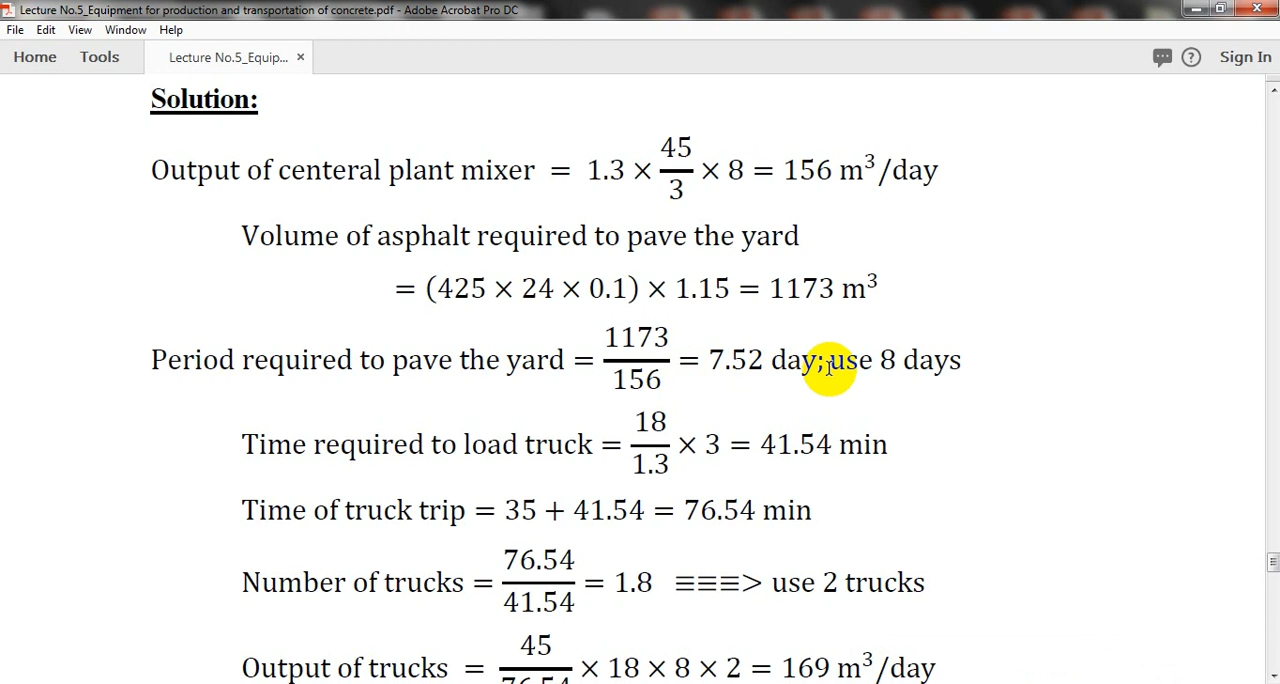 Lecture No.5_Equipment for production and transportation of concrete.pdf - Adobe Acrobat Pro DC
File Edit View Window Help
Home Tools Lecture No.5_Equip... × Sign In
Solution:
Output of centeral plant mixer = 1.3 × 45/3 × 8 = 156 m³/day
Volume of asphalt required to pave the yard
= (425 × 24 × 0.1) × 1.15 = 1173 m³
Period required to pave the yard = 1173/156 = 7.52 day; use 8 days
Time required to load truck = 18/1.3 × 3 = 41.54 min
Time of truck trip = 35 + 41.54 = 76.54 min
Number of trucks = 76.54/41.54 = 1.8 ≡≡≡> use 2 trucks
Output of trucks = 45/76.54 × 18 × 8 × 2 = 169 m³/day